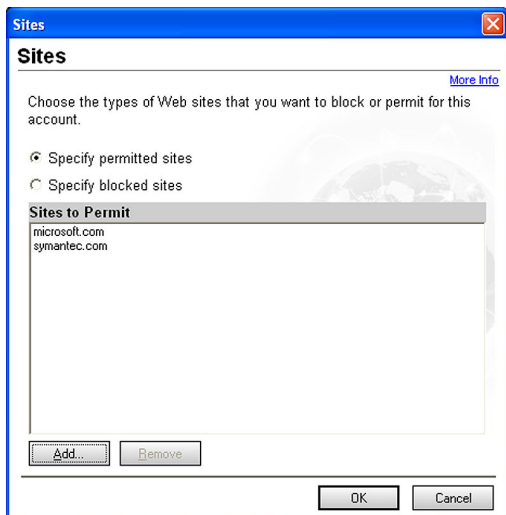 Sites
Sites
More Info
Choose the types of Web sites that you want to block or permit for this
account.
Specify permitted sites
Specify blocked sites
Sites to Permit
microsoft.com
symantec.com
Add...
Remove
OK
Cancel